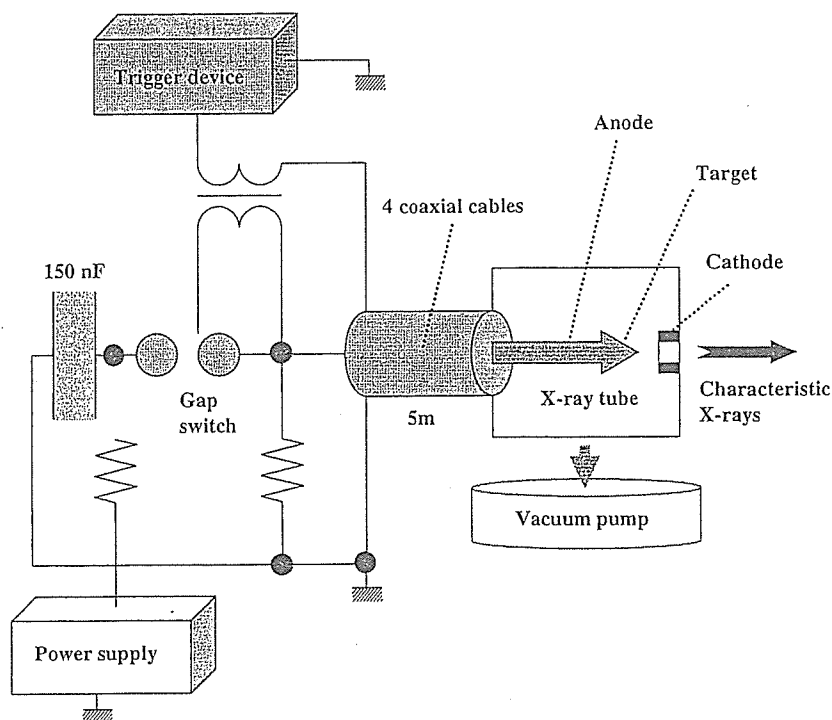 Trigger device
Anode
Target
4 coaxial cables
Cathode
150 nF
Gap
switch
5m
X-ray tube
Characteristic
X-rays
Vacuum pump
Power supply